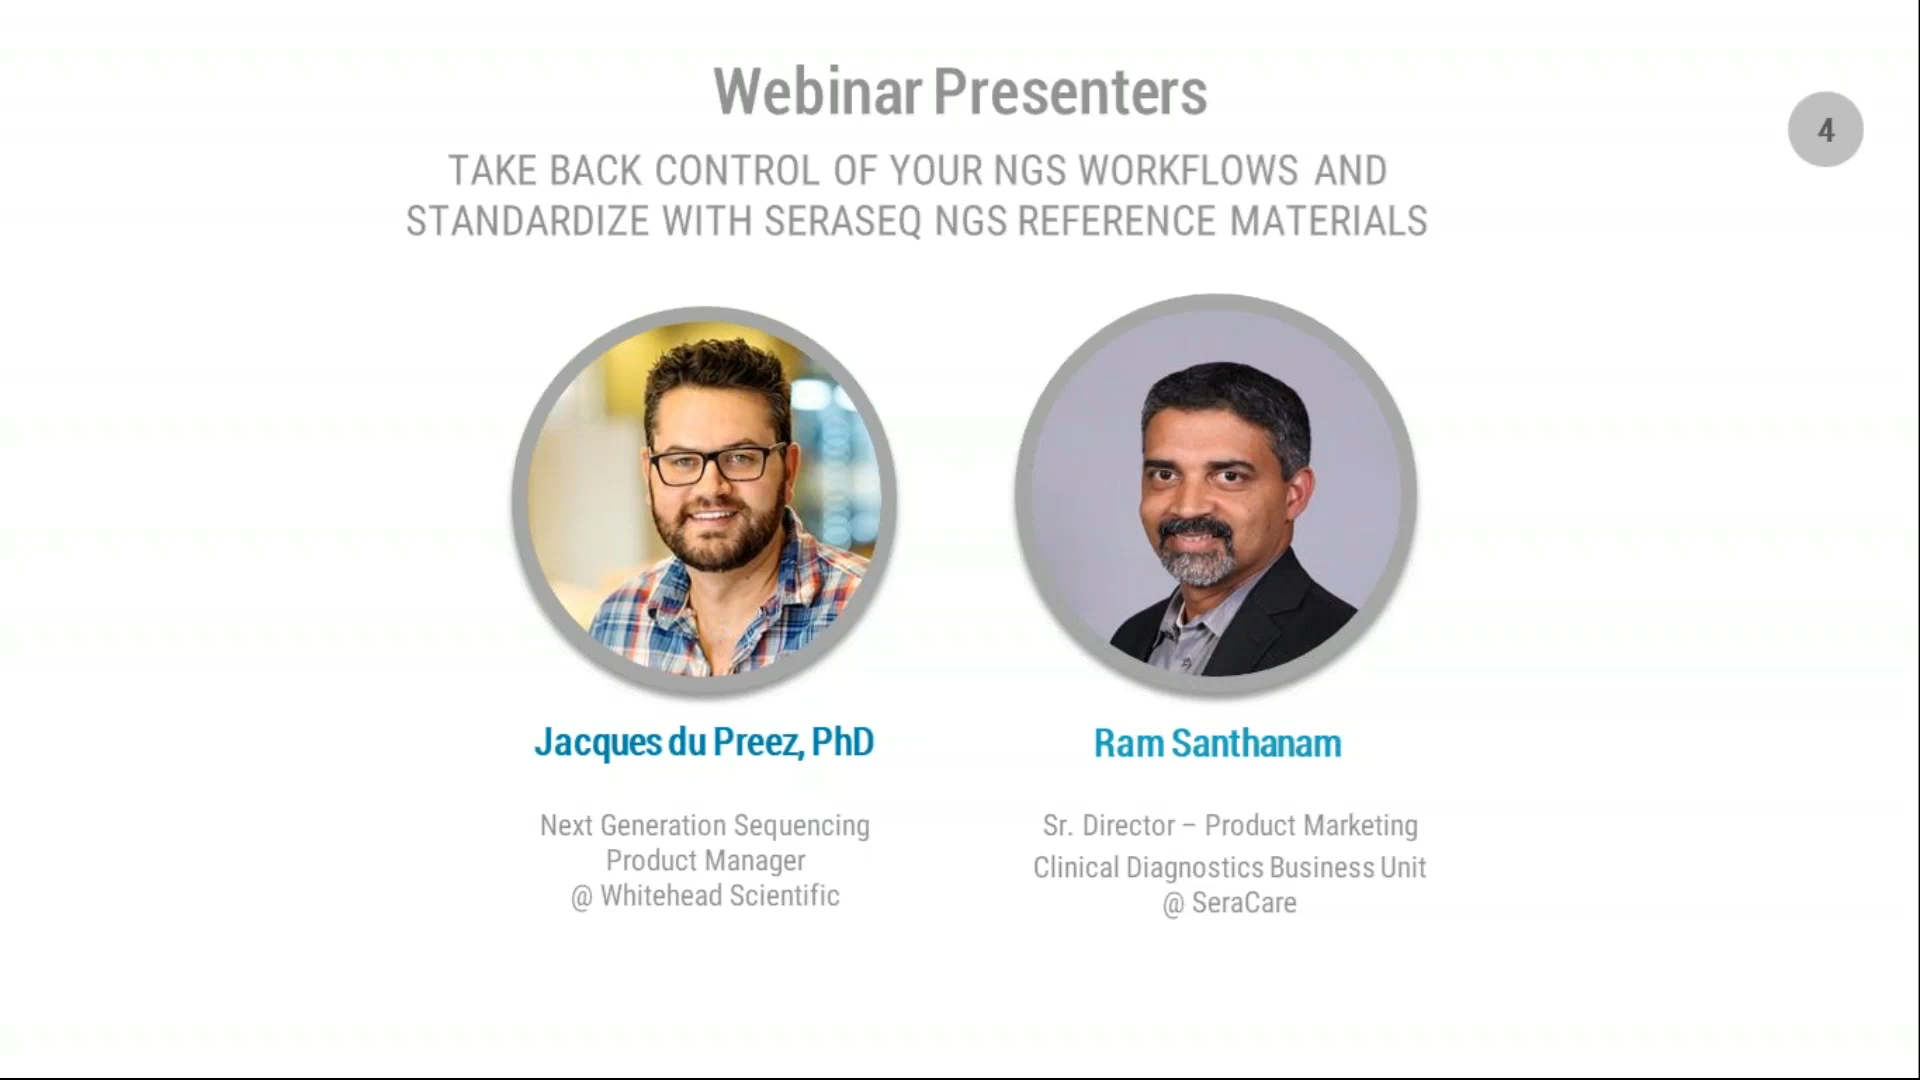 Webinar Presenters
4
TAKE BACK CONTROL OF YOUR NGS WORKFLOWS AND
STANDARDIZE WITH SERASEQ NGS REFERENCE MATERIALS
Jacques du Preez, PhD
Next Generation Sequencing
Product Manager
@ Whitehead Scientific
Ram Santhanam
Sr. Director – Product Marketing
Clinical Diagnostics Business Unit
@ SeraCare